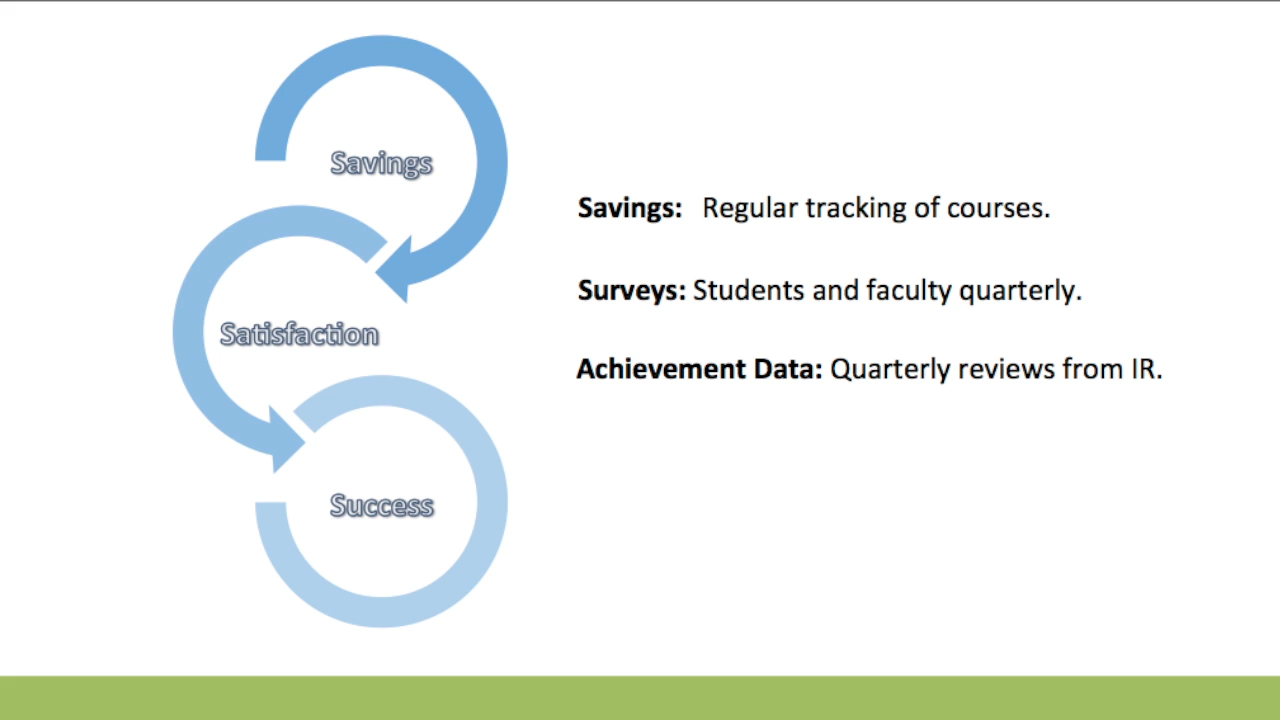 Savings
Satisfaction
Success
Savings: Regular tracking of courses.
Surveys: Students and faculty quarterly.
Achievement Data: Quarterly reviews from IR.